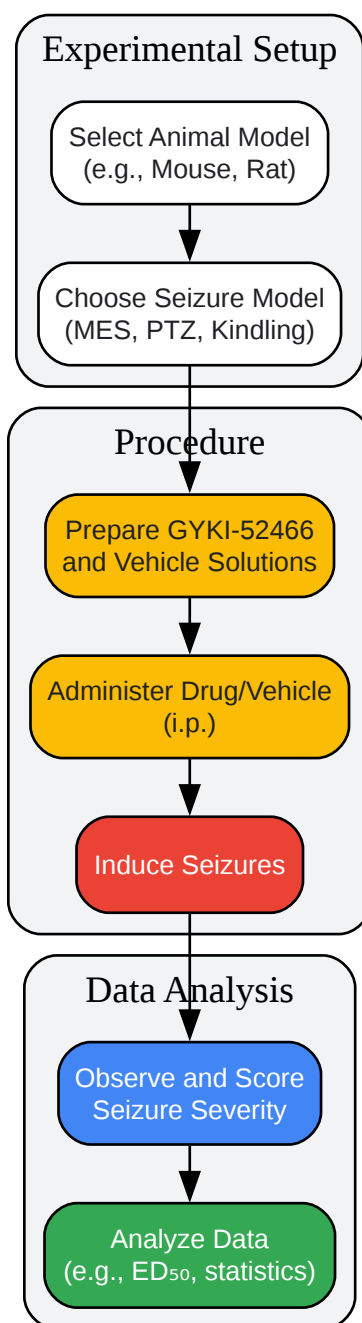 Experimental Setup
Select Animal Model
(e.g., Mouse, Rat)
Choose Seizure Model
(MES, PTZ, Kindling)
Procedure
Prepare GYKI-52466
and Vehicle Solutions
Administer Drug/Vehicle
(i.p.)
Induce Seizures
Data Analysis
Observe and Score
Seizure Severity
Analyze Data
(e.g., ED₅₀, statistics)